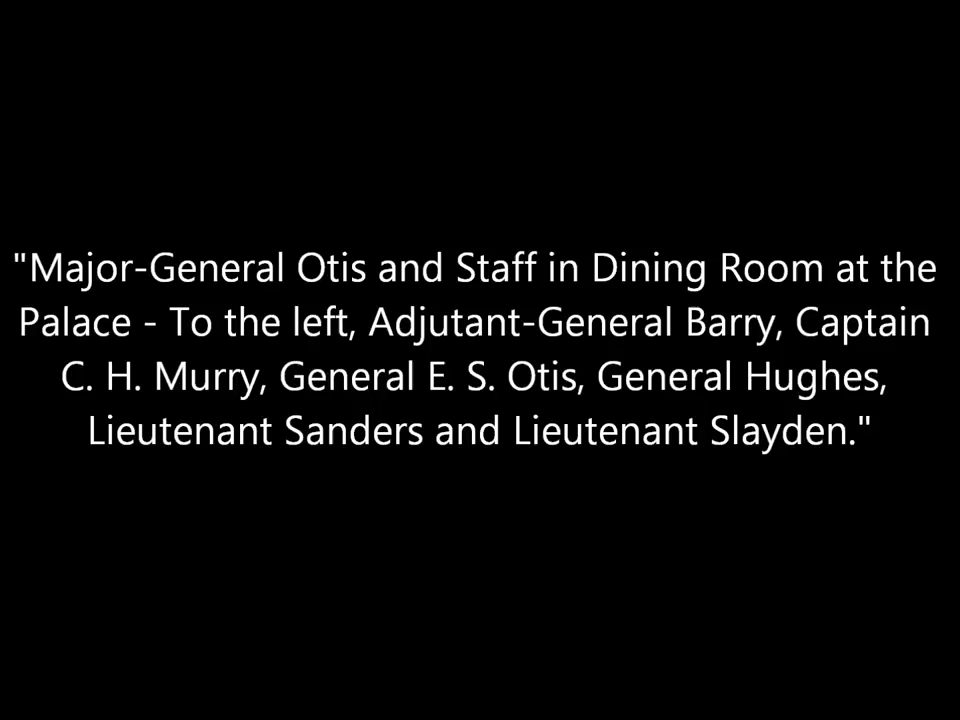 "Major-General Otis and Staff in Dining Room at the
Palace - To the left, Adjutant-General Barry, Captain
C. H. Murry, General E. S. Otis, General Hughes,
Lieutenant Sanders and Lieutenant Slayden."